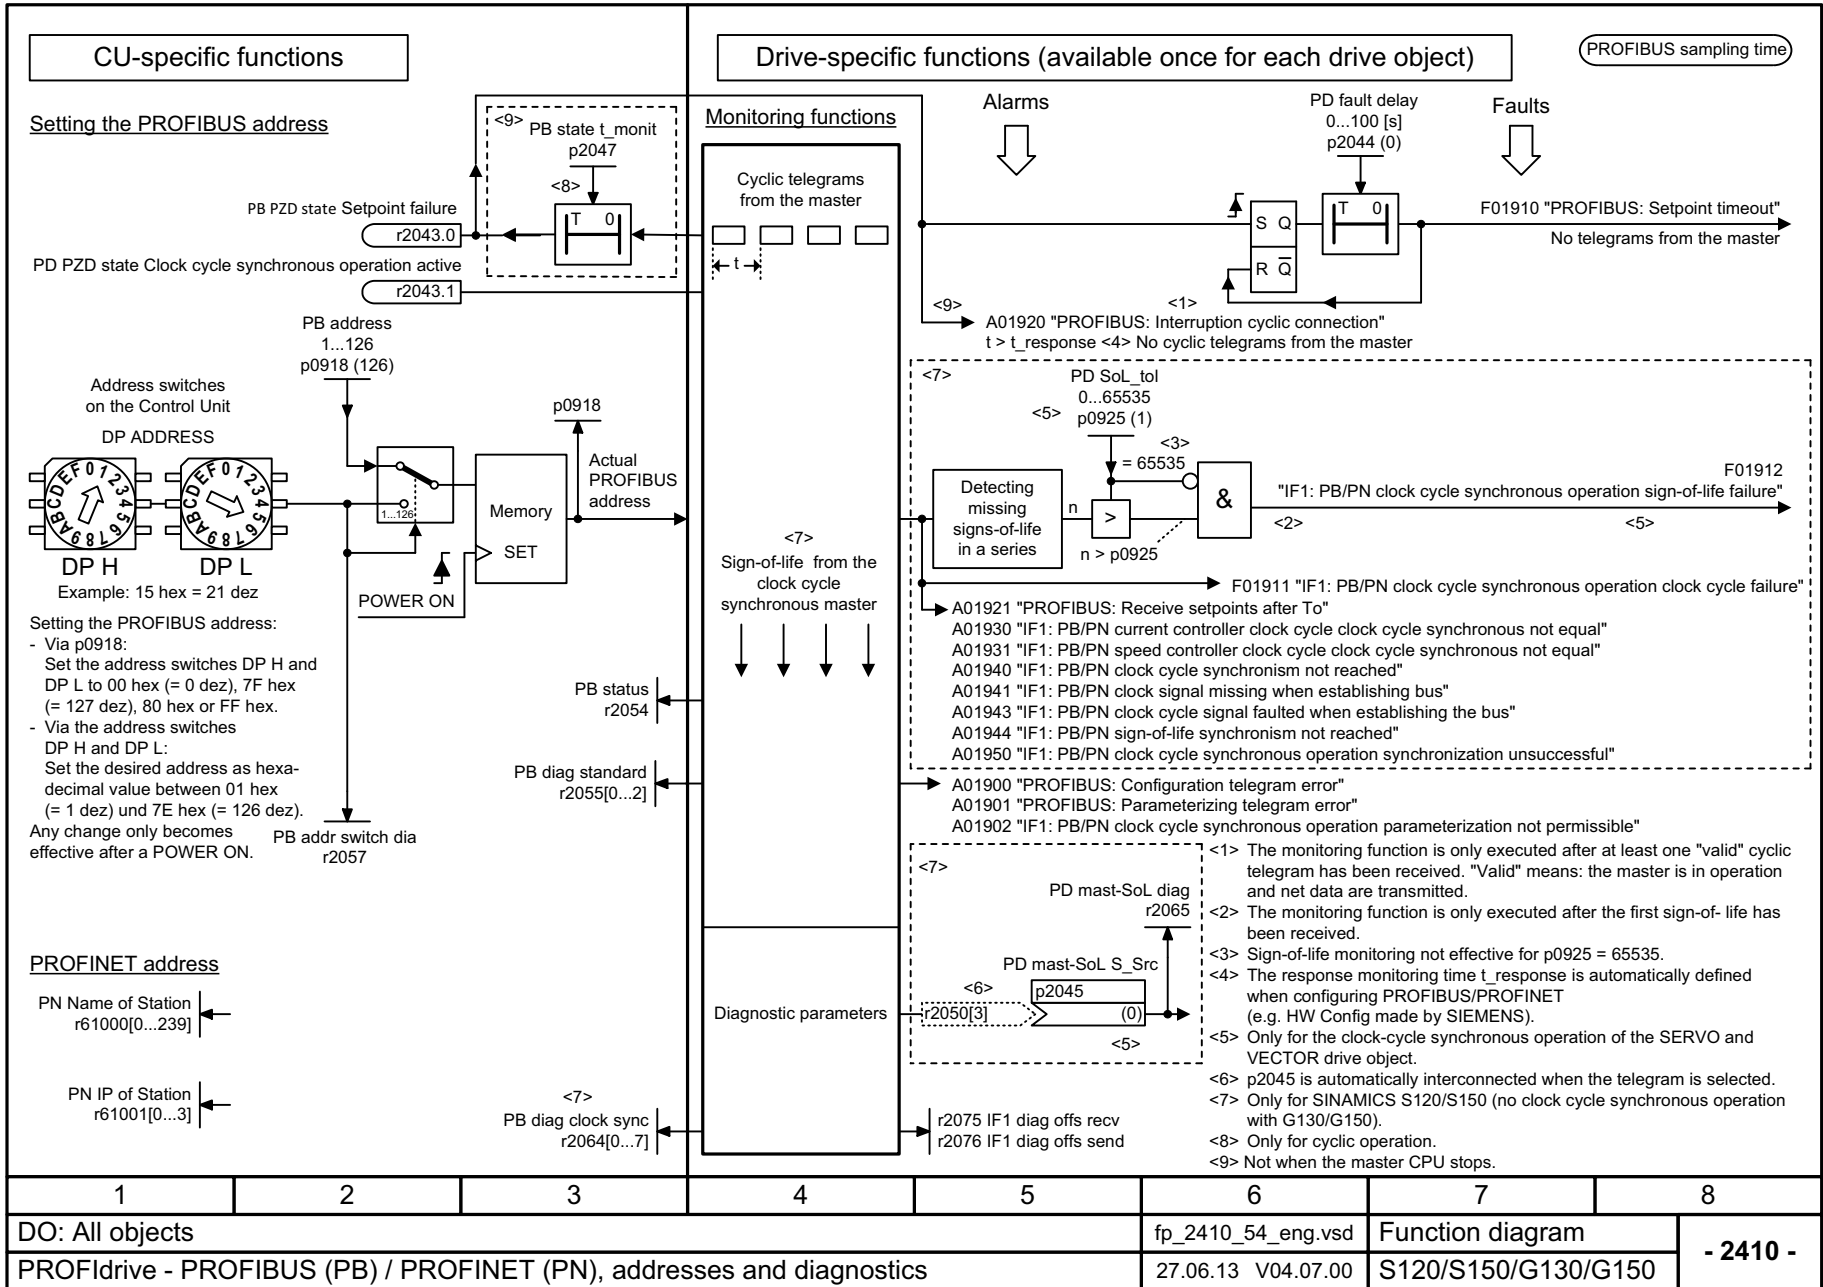 CU-specific functions
Drive-specific functions (available once for each drive object)
PROFIBUS sampling time
Setting the PROFIBUS address
<9>
PB state t_monit
p2047
<8>
T 0
PB PZD state Setpoint failure
r2043.0
PD PZD state Clock cycle synchronous operation active
r2043.1
PB address
1...126
p0918 (126)
Address switches
on the Control Unit
DP ADDRESS
0 1 2 3 4 5 6 7 8 9 A B C D E F
0 1 2 3 4 5 6 7 8 9 A B C D E F
DP H
DP L
Example: 15 hex = 21 dez
1...126
POWER ON
Memory
SET
p0918
Actual
PROFIBUS
address
Setting the PROFIBUS address:
- Via p0918:
Set the address switches DP H and
DP L to 00 hex (= 0 dez), 7F hex
(= 127 dez), 80 hex or FF hex.
- Via the address switches
DP H and DP L:
Set the desired address as hexa-
decimal value between 01 hex
(= 1 dez) und 7E hex (= 126 dez).
Any change only becomes
effective after a POWER ON.
PB addr switch dia
r2057
PB status
r2054
PB diag standard
r2055[0...2]
PROFINET address
PN Name of Station
r61000[0...239]
PN IP of Station
r61001[0...3]
<7>
PB diag clock sync
r2064[0...7]
Monitoring functions
Cyclic telegrams
from the master
t
<7>
Sign-of-life from the
clock cycle
synchronous master
Diagnostic parameters
Alarms
PD fault delay
0...100 [s]
p2044 (0)
Faults
S Q
R Q̅
T 0
F01910 "PROFIBUS: Setpoint timeout"
No telegrams from the master
<1>
<9>
A01920 "PROFIBUS: Interruption cyclic connection"
t > t_response <4> No cyclic telegrams from the master
<7>
PD SoL_tol
0...65535
<5> p0925 (1)
<3>
= 65535
Detecting
missing
signs-of-life
in a series
n
>
n > p0925
&
F01912
"IF1: PB/PN clock cycle synchronous operation sign-of-life failure"
<2>
<5>
F01911 "IF1: PB/PN clock cycle synchronous operation clock cycle failure"
A01921 "PROFIBUS: Receive setpoints after To"
A01930 "IF1: PB/PN current controller clock cycle clock cycle synchronous not equal"
A01931 "IF1: PB/PN speed controller clock cycle clock cycle synchronous not equal"
A01940 "IF1: PB/PN clock cycle synchronism not reached"
A01941 "IF1: PB/PN clock signal missing when establishing bus"
A01943 "IF1: PB/PN clock cycle signal faulted when establishing the bus"
A01944 "IF1: PB/PN sign-of-life synchronism not reached"
A01950 "IF1: PB/PN clock cycle synchronous operation synchronization unsuccessful"
A01900 "PROFIBUS: Configuration telegram error"
A01901 "PROFIBUS: Parameterizing telegram error"
A01902 "IF1: PB/PN clock cycle synchronous operation parameterization not permissible"
<7>
PD mast-SoL diag
r2065
PD mast-SoL S_Src
<6>
p2045
r2050[3]
(0)
<5>
r2075 IF1 diag offs recv
r2076 IF1 diag offs send
<1> The monitoring function is only executed after at least one "valid" cyclic
telegram has been received. "Valid" means: the master is in operation
and net data are transmitted.
<2> The monitoring function is only executed after the first sign-of- life has
been received.
<3> Sign-of-life monitoring not effective for p0925 = 65535.
<4> The response monitoring time t_response is automatically defined
when configuring PROFIBUS/PROFINET
(e.g. HW Config made by SIEMENS).
<5> Only for the clock-cycle synchronous operation of the SERVO and
VECTOR drive object.
<6> p2045 is automatically interconnected when the telegram is selected.
<7> Only for SINAMICS S120/S150 (no clock cycle synchronous operation
with G130/G150).
<8> Only for cyclic operation.
<9> Not when the master CPU stops.
1 2 3 4 5 6 7 8
DO: All objects
fp_2410_54_eng.vsd
Function diagram
- 2410 -
PROFIdrive - PROFIBUS (PB) / PROFINET (PN), addresses and diagnostics
27.06.13 V04.07.00
S120/S150/G130/G150